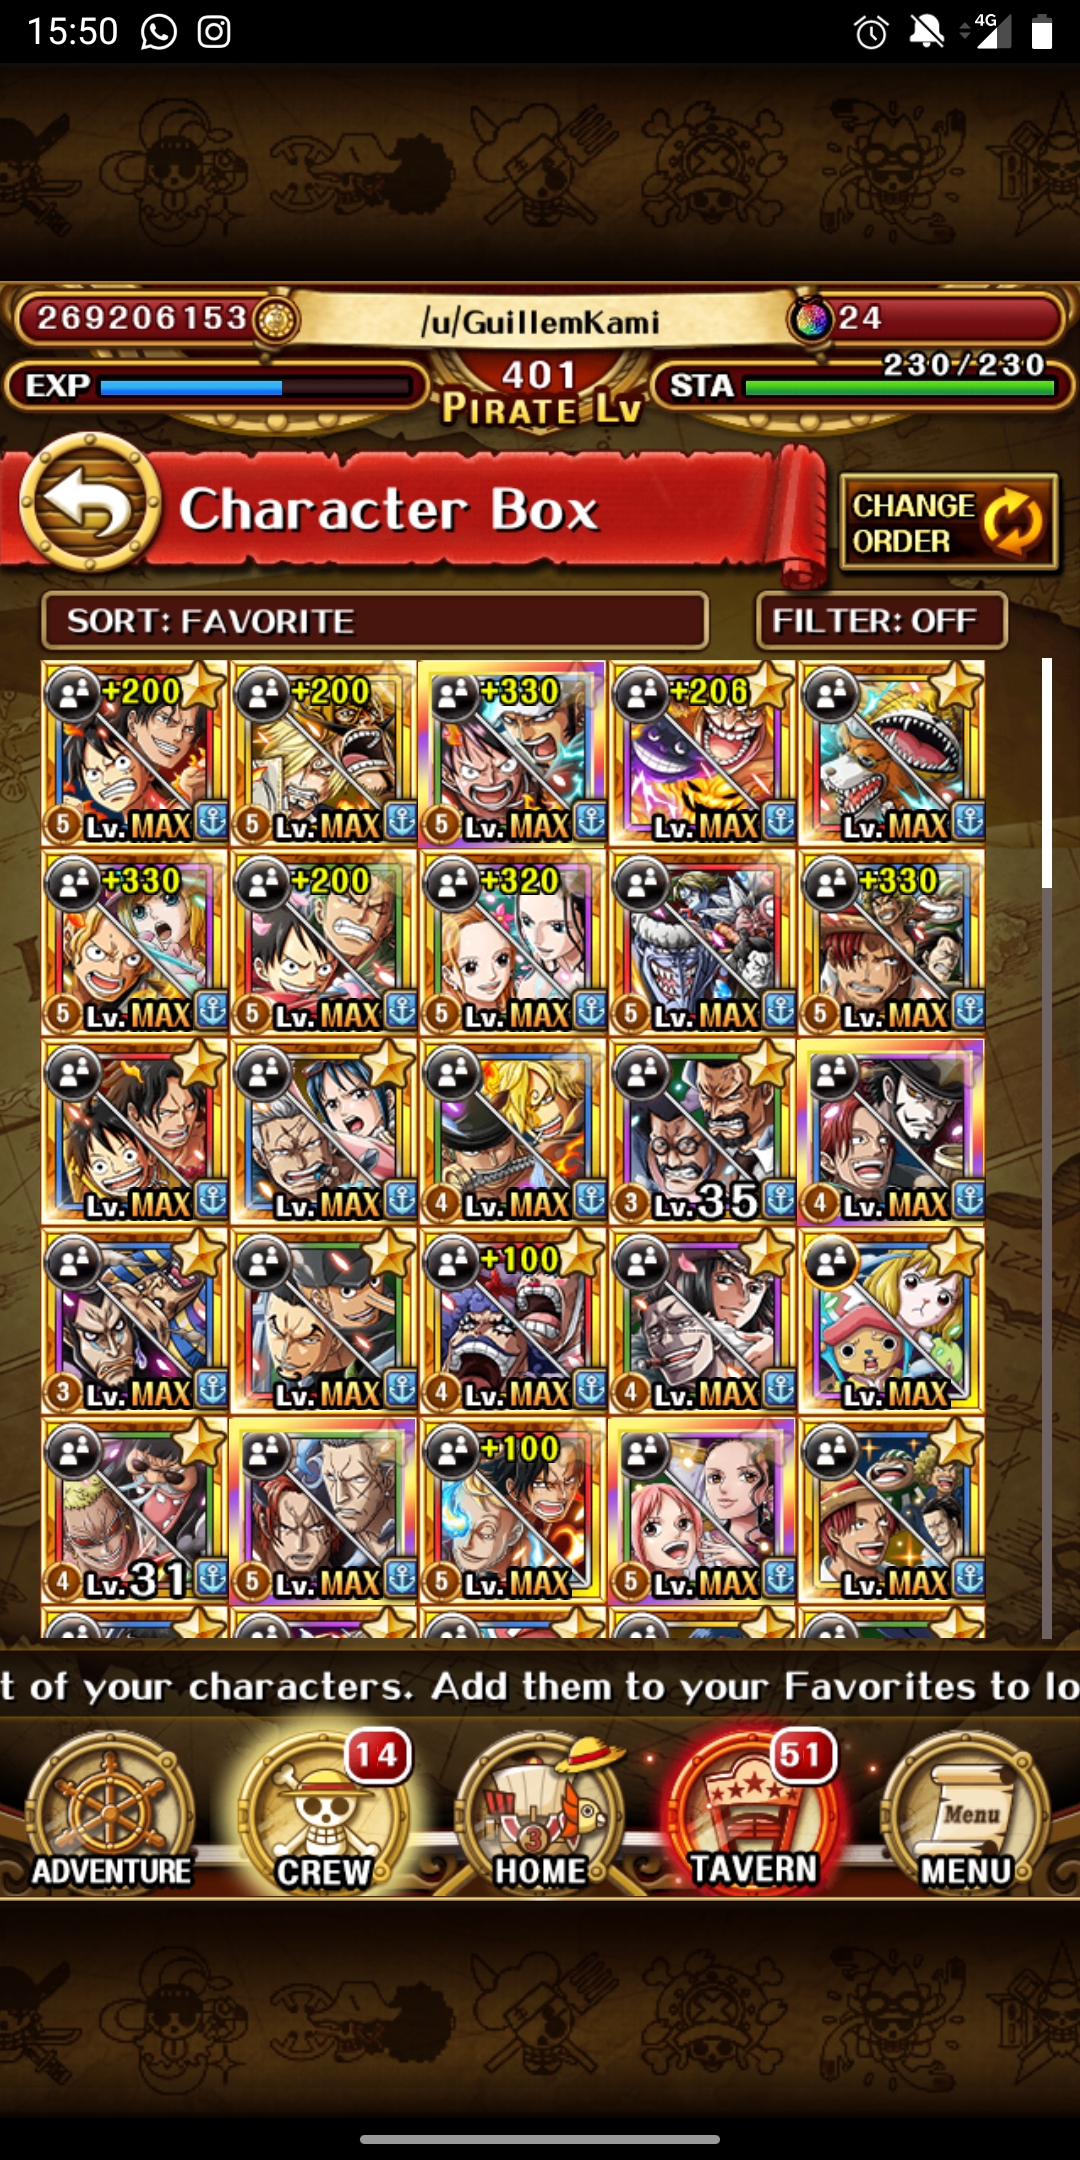 15:50
4G
269206153
/u/GuillemKami
24
EXP
401
PIRATE Lv
STA
230/230
Character Box
CHANGE
ORDER
SORT: FAVORITE
FILTER: OFF
+200 +200 +330 +206
5 Lv.MAX 5 Lv.MAX 5 Lv.MAX Lv.MAX Lv.MAX
+330 +200 +320 +330
5 Lv.MAX 5 Lv.MAX 5 Lv.MAX 5 Lv.MAX 5 Lv.MAX
Lv.MAX Lv.MAX 4 Lv.MAX 3 Lv.35 4 Lv.MAX
+100
3 Lv.MAX Lv.MAX 4 Lv.MAX 4 Lv.MAX Lv.MAX
+100
4 Lv.31 5 Lv.MAX 5 Lv.MAX 5 Lv.MAX Lv.MAX
t of your characters. Add them to your Favorites to lo
14
51
3
Menu
ADVENTURE
CREW
HOME
TAVERN
MENU